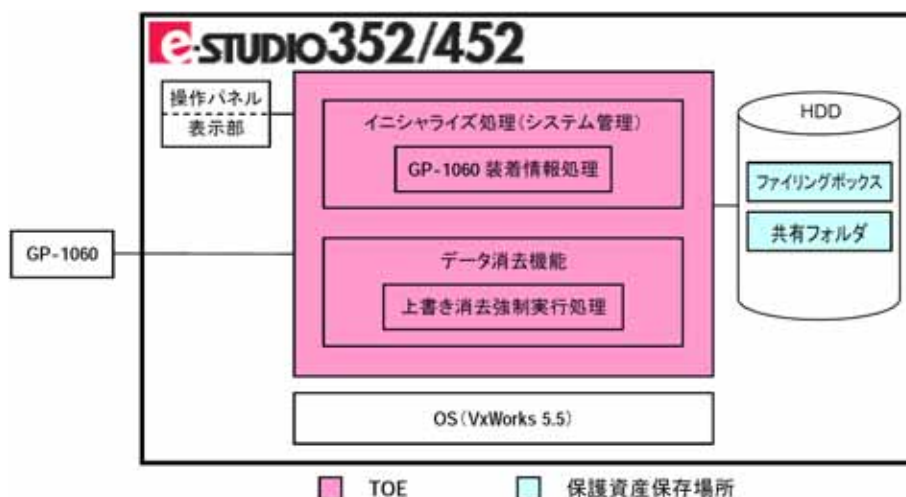 e-STUDIO352/452
操作パネル
表示部
イニシャライズ処理(システム管理)
GP-1060 装着情報処理
HDD
ファイリングボックス
共有フォルダ
GP-1060
データ消去機能
上書き消去強制実行処理
OS(VxWorks 5.5)
TOE
保護資産保存場所